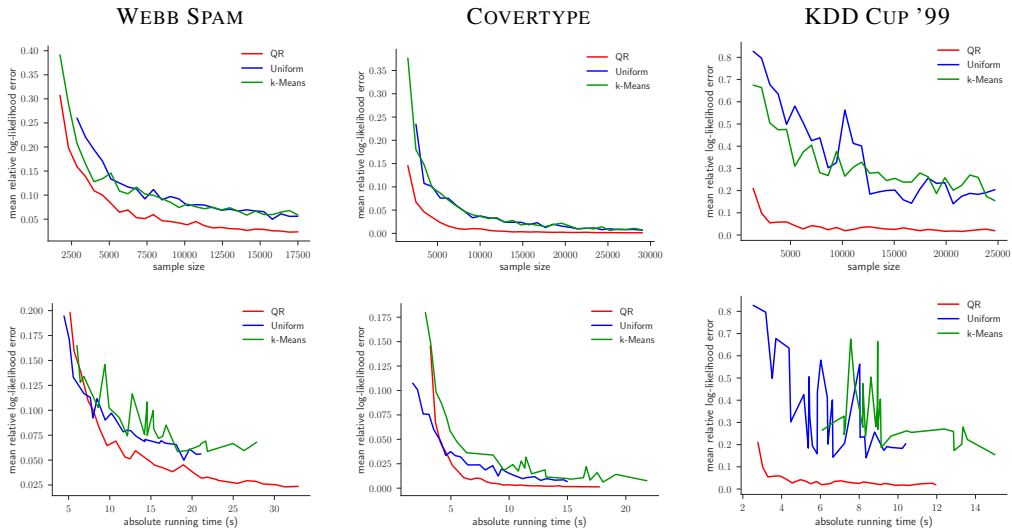 WEBB SPAM
COVERTYPE
KDD CUP '99
mean relative log-likelihood error
0.40
0.35
0.30
0.25
0.20
0.15
0.10
0.05
QR
Uniform
k-Means
2500 5000 7500 10000 12500 15000 17500
sample size
mean relative log-likelihood error
0.35
0.30
0.25
0.20
0.15
0.10
0.05
0.00
QR
Uniform
k-Means
5000 10000 15000 20000 25000 30000
sample size
mean relative log-likelihood error
0.8
0.7
0.6
0.5
0.4
0.3
0.2
0.1
0.0
QR
Uniform
k-Means
5000 10000 15000 20000 25000
sample size
mean relative log-likelihood error
0.200
0.175
0.150
0.125
0.100
0.075
0.050
0.025
QR
Uniform
k-Means
5 10 15 20 25 30
absolute running time (s)
mean relative log-likelihood error
0.175
0.150
0.125
0.100
0.075
0.050
0.025
0.000
QR
Uniform
k-Means
5 10 15 20
absolute running time (s)
mean relative log-likelihood error
0.8
0.7
0.6
0.5
0.4
0.3
0.2
0.1
0.0
QR
Uniform
k-Means
2 4 6 8 10 12 14
absolute running time (s)